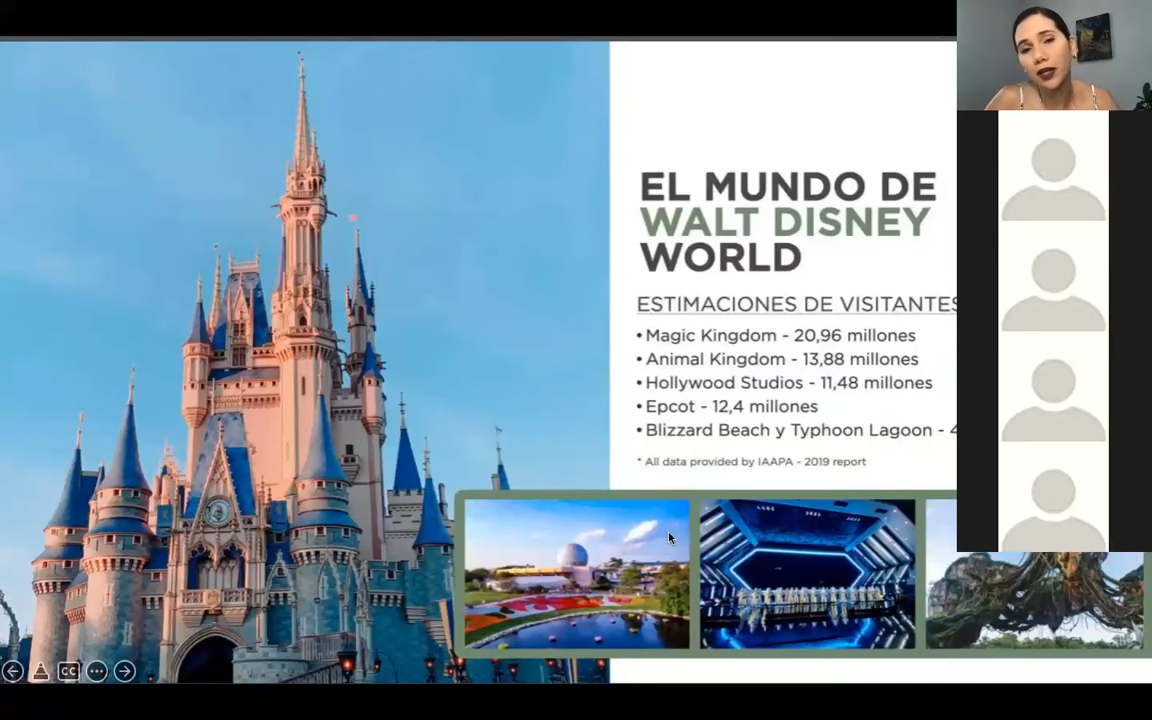 EL MUNDO DE
WALT DISNEY
WORLD
ESTIMACIONES DE VISITANTES
• Magic Kingdom - 20,96 millones
• Animal Kingdom - 13,88 millones
• Hollywood Studios - 11,48 millones
• Epcot - 12,4 millones
• Blizzard Beach y Typhoon Lagoon - 4
* All data provided by IAAPA - 2019 report
CC